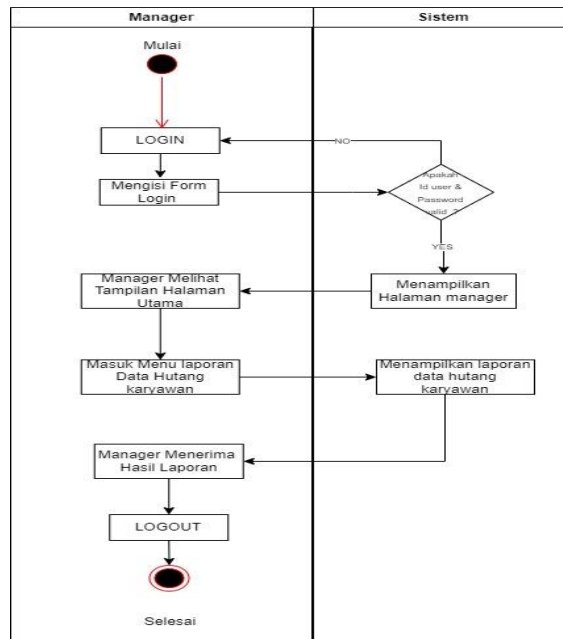 Manager
Sistem
Mulai
LOGIN
NO
Mengisi Form
Login
Apakah
Id user &
Password
valid ?
YES
Manager Melihat
Tampilan Halaman
Utama
Menampilkan
Halaman manager
Masuk Menu laporan
Data Hutang
karyawan
Menampilkan laporan
data hutang
karyawan
Manager Menerima
Hasil Laporan
LOGOUT
Selesai